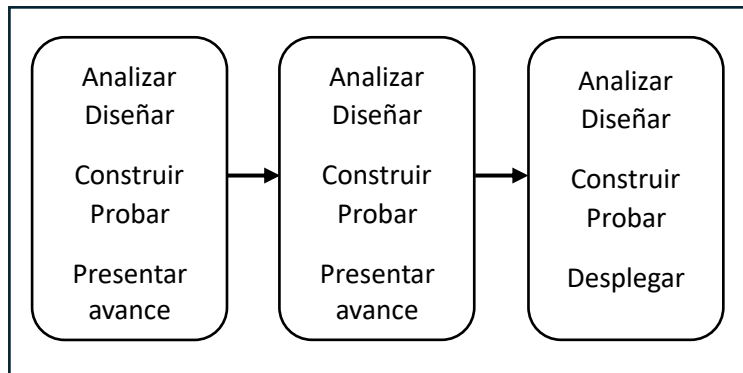 Analizar
Diseñar
Construir
Probar
Presentar
avance
Analizar
Diseñar
Construir
Probar
Presentar
avance
Analizar
Diseñar
Construir
Probar
Desplegar